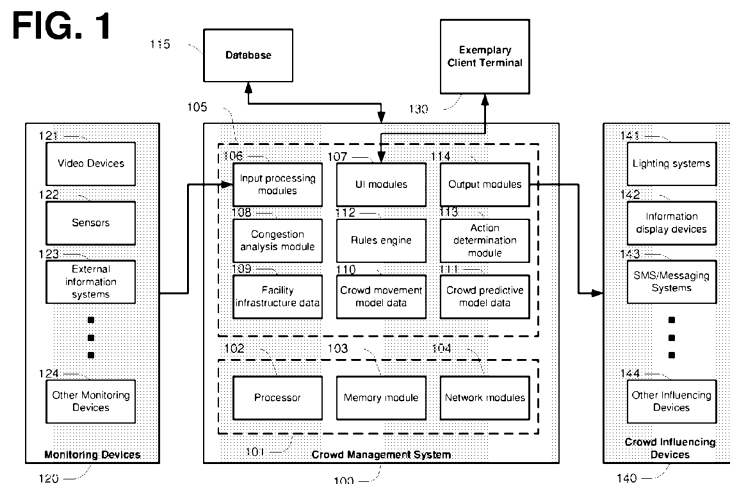 FIG. 1
115
Database
Exemplary
Client Terminal
130
105
121
Video Devices
122
Sensors
123
External
information
systems
124
Other Monitoring
Devices
Monitoring Devices
120
106
Input processing
modules
107
UI modules
114
Output modules
108
Congestion
analysis module
112
Rules engine
113
Action
determination
module
109
Facility
infrastructure data
110
Crowd movement
model data
111
Crowd predictive
model data
102
Processor
103
Memory module
104
Network modules
101
Crowd Management System
100
141
Lighting systems
142
Information
display devices
143
SMS/Messaging
Systems
144
Other Influencing
Devices
Crowd Influencing
Devices
140